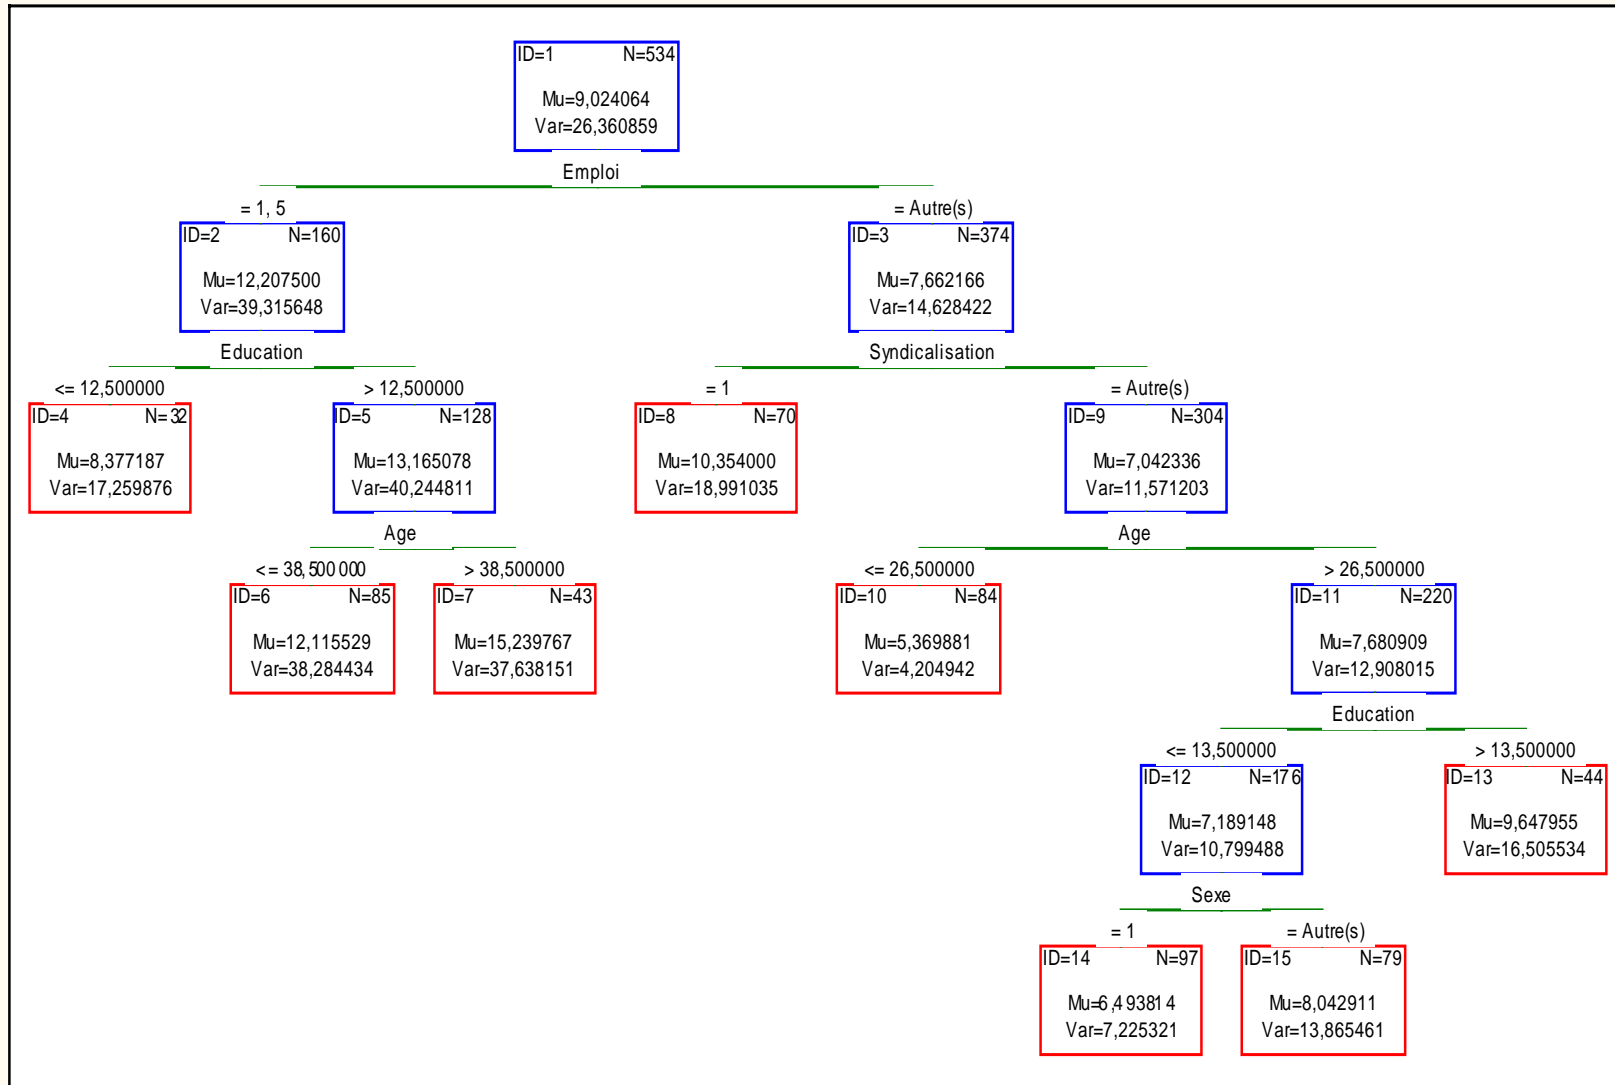 ID=1 N=534
Mu=9,024064
Var=26,360859
Emploi
= 1, 5
= Autre(s)
ID=2 N=160
Mu=12,207500
Var=39,315648
ID=3 N=374
Mu=7,662166
Var=14,628422
Education
Syndicalisation
<= 12,500000
> 12,500000
= 1
= Autre(s)
ID=4 N=32
Mu=8,377187
Var=17,259876
ID=5 N=128
Mu=13,165078
Var=40,244811
ID=8 N=70
Mu=10,354000
Var=18,991035
ID=9 N=304
Mu=7,042336
Var=11,571203
Age
Age
<= 38,500000
> 38,500000
<= 26,500000
> 26,500000
ID=6 N=85
Mu=12,115529
Var=38,284434
ID=7 N=43
Mu=15,239767
Var=37,638151
ID=10 N=84
Mu=5,369881
Var=4,204942
ID=11 N=220
Mu=7,680909
Var=12,908015
Education
<= 13,500000
> 13,500000
ID=12 N=176
Mu=7,189148
Var=10,799488
ID=13 N=44
Mu=9,647955
Var=16,505534
Sexe
= 1
= Autre(s)
ID=14 N=97
Mu=6,493814
Var=7,225321
ID=15 N=79
Mu=8,042911
Var=13,865461